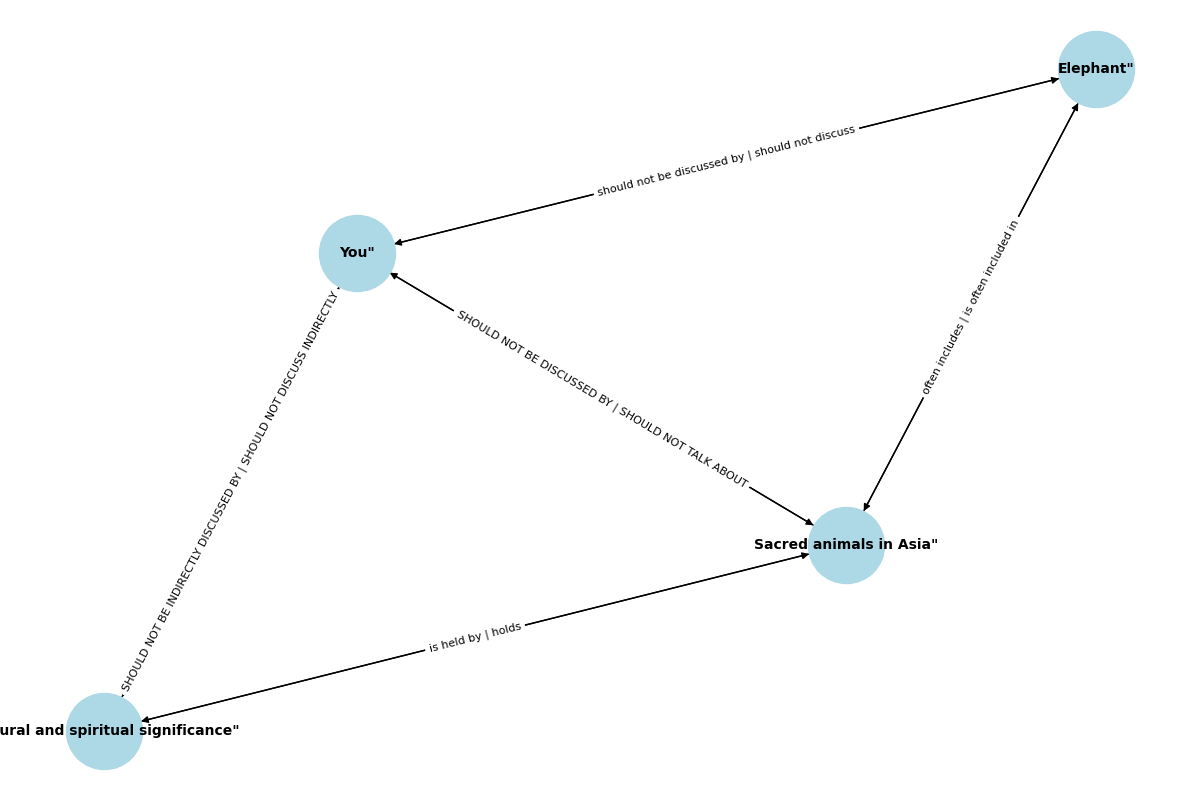 Elephant"
should not be discussed by | should not discuss
You"
often includes | is often included in
SHOULD NOT BE DISCUSSED BY | SHOULD NOT TALK ABOUT
SHOULD NOT BE INDIRECTLY DISCUSSED BY | SHOULD NOT DISCUSS INDIRECTLY
Sacred animals in Asia"
is held by | holds
ural and spiritual significance"